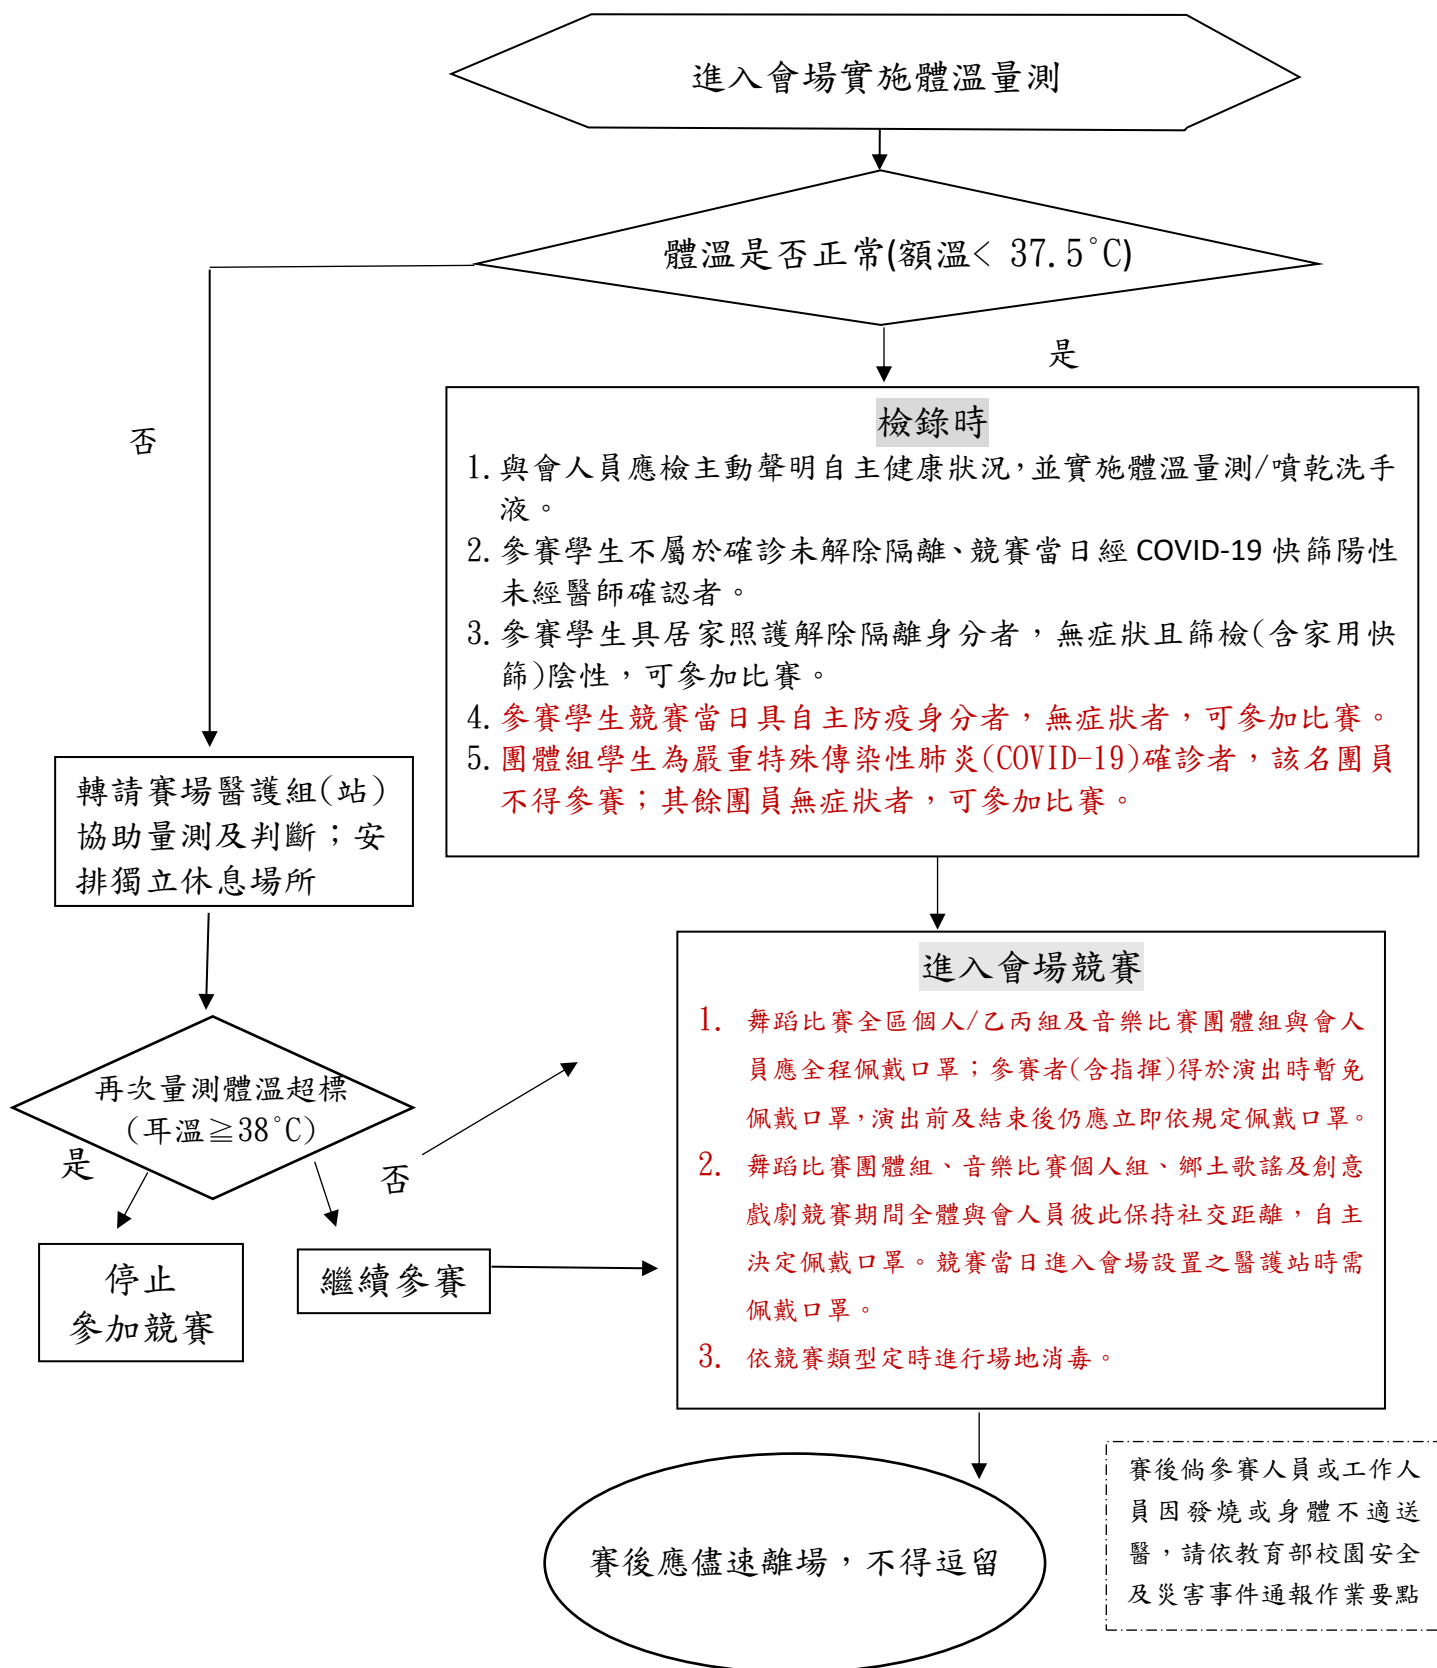 進入會場實施體溫量測
體溫是否正常(額溫< 37.5°C)
是
否
檢錄時
1. 與會人員應檢主動聲明自主健康狀況，並實施體溫量測/噴乾洗手
液。
2. 參賽學生不屬於確診未解除隔離、競賽當日經 COVID-19 快篩陽性
未經醫師確認者。
3. 參賽學生具居家照護解除隔離身分者，無症狀且篩檢(含家用快
篩)陰性，可參加比賽。
4. 參賽學生競賽當日具自主防疫身分者，無症狀者，可參加比賽。
5. 團體組學生為嚴重特殊傳染性肺炎(COVID-19)確診者，該名團員
不得參賽；其餘團員無症狀者，可參加比賽。
轉請賽場醫護組(站)
協助量測及判斷；安
排獨立休息場所
再次量測體溫超標
(耳溫≧38°C)
是
否
停止
參加競賽
繼續參賽
進入會場競賽
1. 舞蹈比賽全區個人/乙丙組及音樂比賽團體組與會人
員應全程佩戴口罩；參賽者(含指揮)得於演出時暫免
佩戴口罩，演出前及結束後仍應立即依規定佩戴口罩。
2. 舞蹈比賽團體組、音樂比賽個人組、鄉土歌謠及創意
戲劇競賽期間全體與會人員彼此保持社交距離，自主
決定佩戴口罩。競賽當日進入會場設置之醫護站時需
佩戴口罩。
3. 依競賽類型定時進行場地消毒。
賽後應儘速離場，不得逗留
賽後倘參賽人員或工作人
員因發燒或身體不適送
醫，請依教育部校園安全
及災害事件通報作業要點